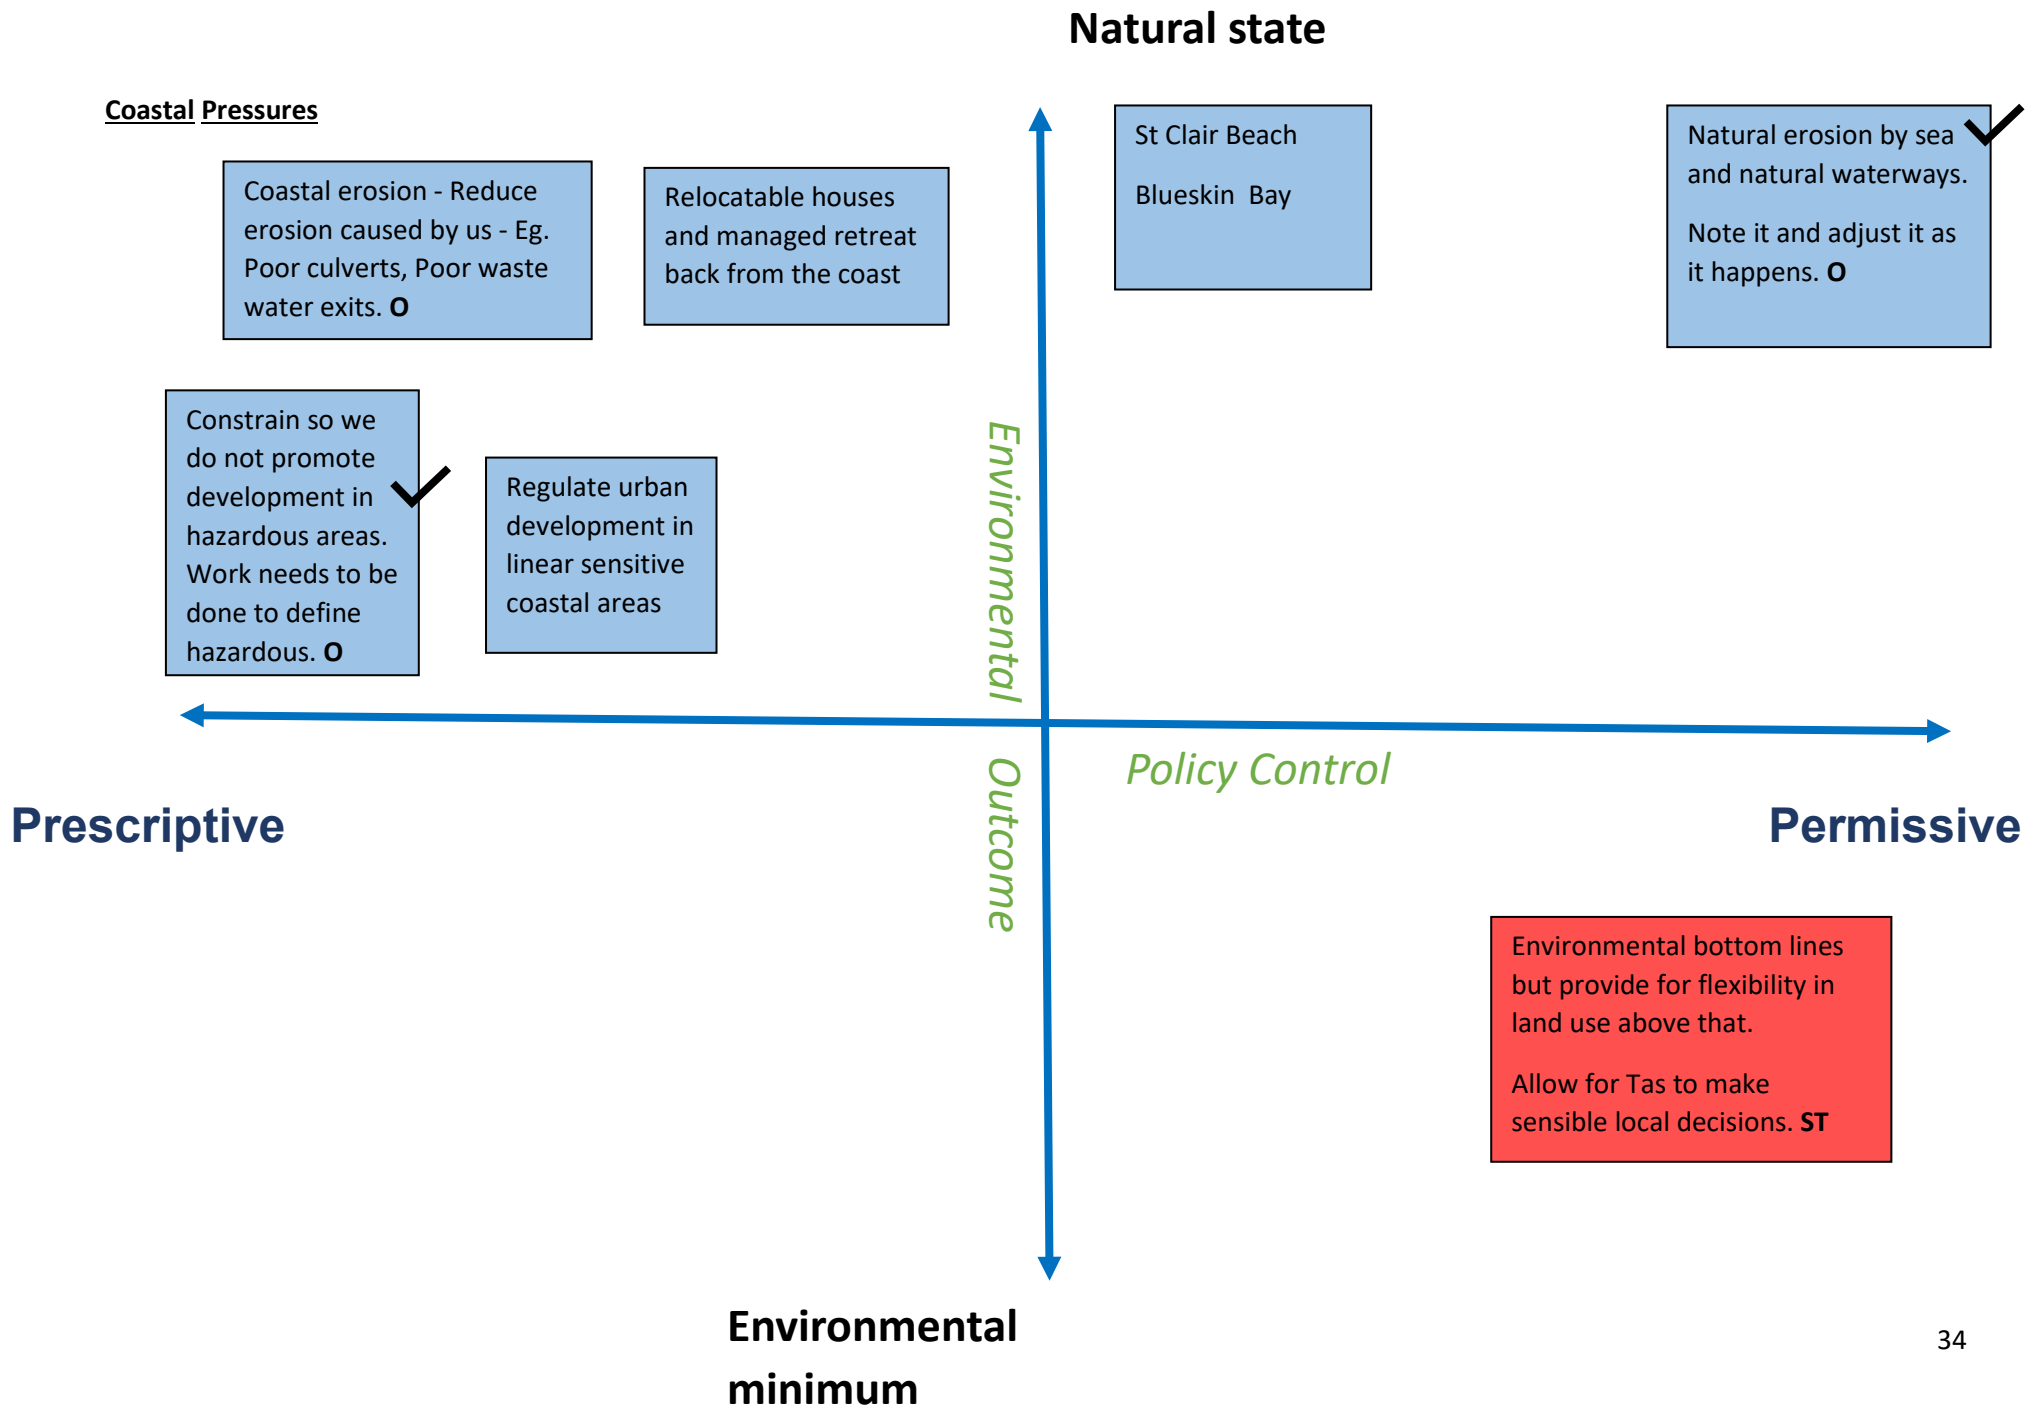 Natural state
Coastal Pressures
Coastal erosion - Reduce
erosion caused by us - Eg.
Poor culverts, Poor waste
water exits. O
Relocatable houses
and managed retreat
back from the coast
St Clair Beach
Blueskin  Bay
Natural erosion by sea
and natural waterways.
Note it and adjust it as
it happens. O
Constrain so we
do not promote
development in
hazardous areas.
Work needs to be
done to define
hazardous. O
Regulate urban
development in
linear sensitive
coastal areas
Environmental Outcome
Policy Control
Prescriptive
Permissive
Environmental bottom lines
but provide for flexibility in
land use above that.
Allow for Tas to make
sensible local decisions. ST
Environmental
minimum
34